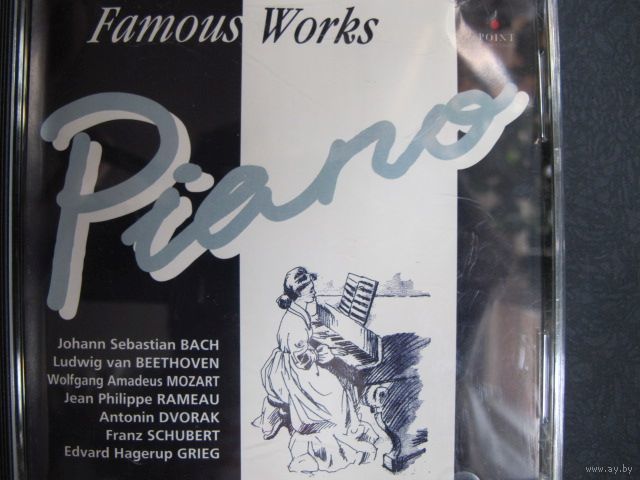 Famous Works
POINT
Piano
Johann Sebastian BACH
Ludwig van BEETHOVEN
Wolfgang Amadeus MOZART
Jean Philippe RAMEAU
Antonin DVORAK
Franz SCHUBERT
Edvard Hagerup GRIEG
www.ay.by